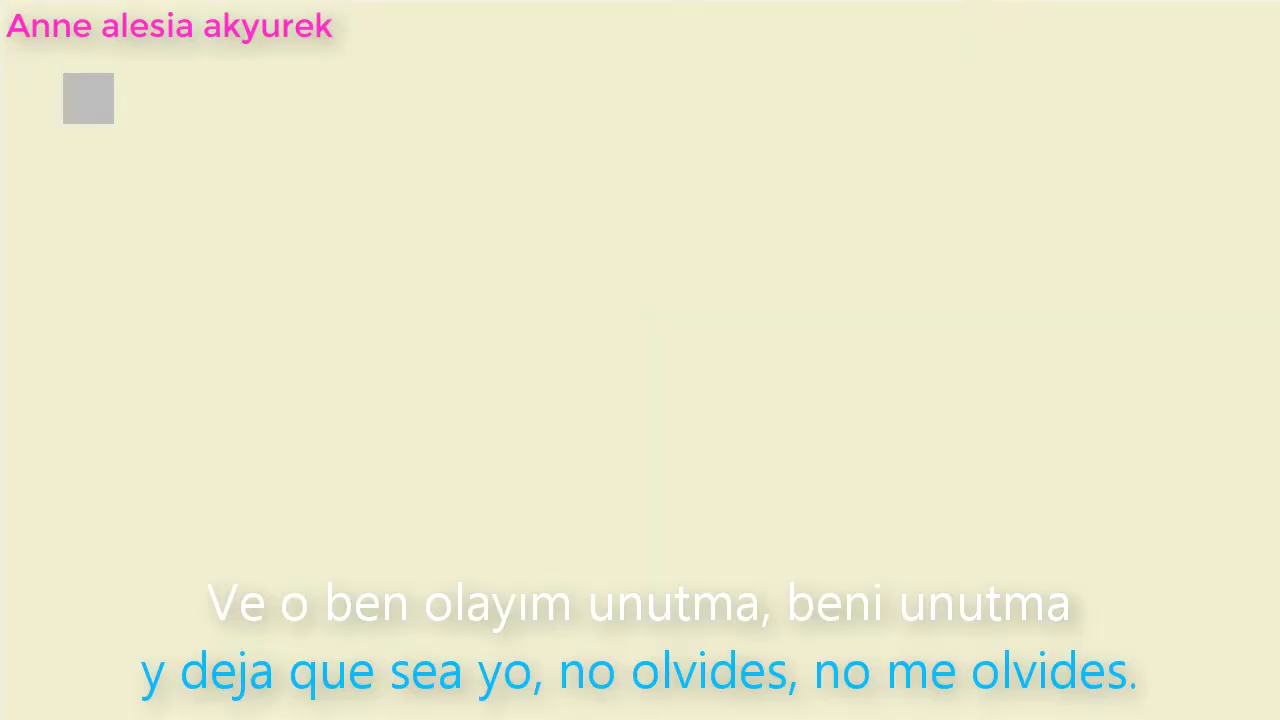 Anne alesia akyurek
Ve o ben olayım unutma, beni unutma
y deja que sea yo, no olvides, no me olvides.